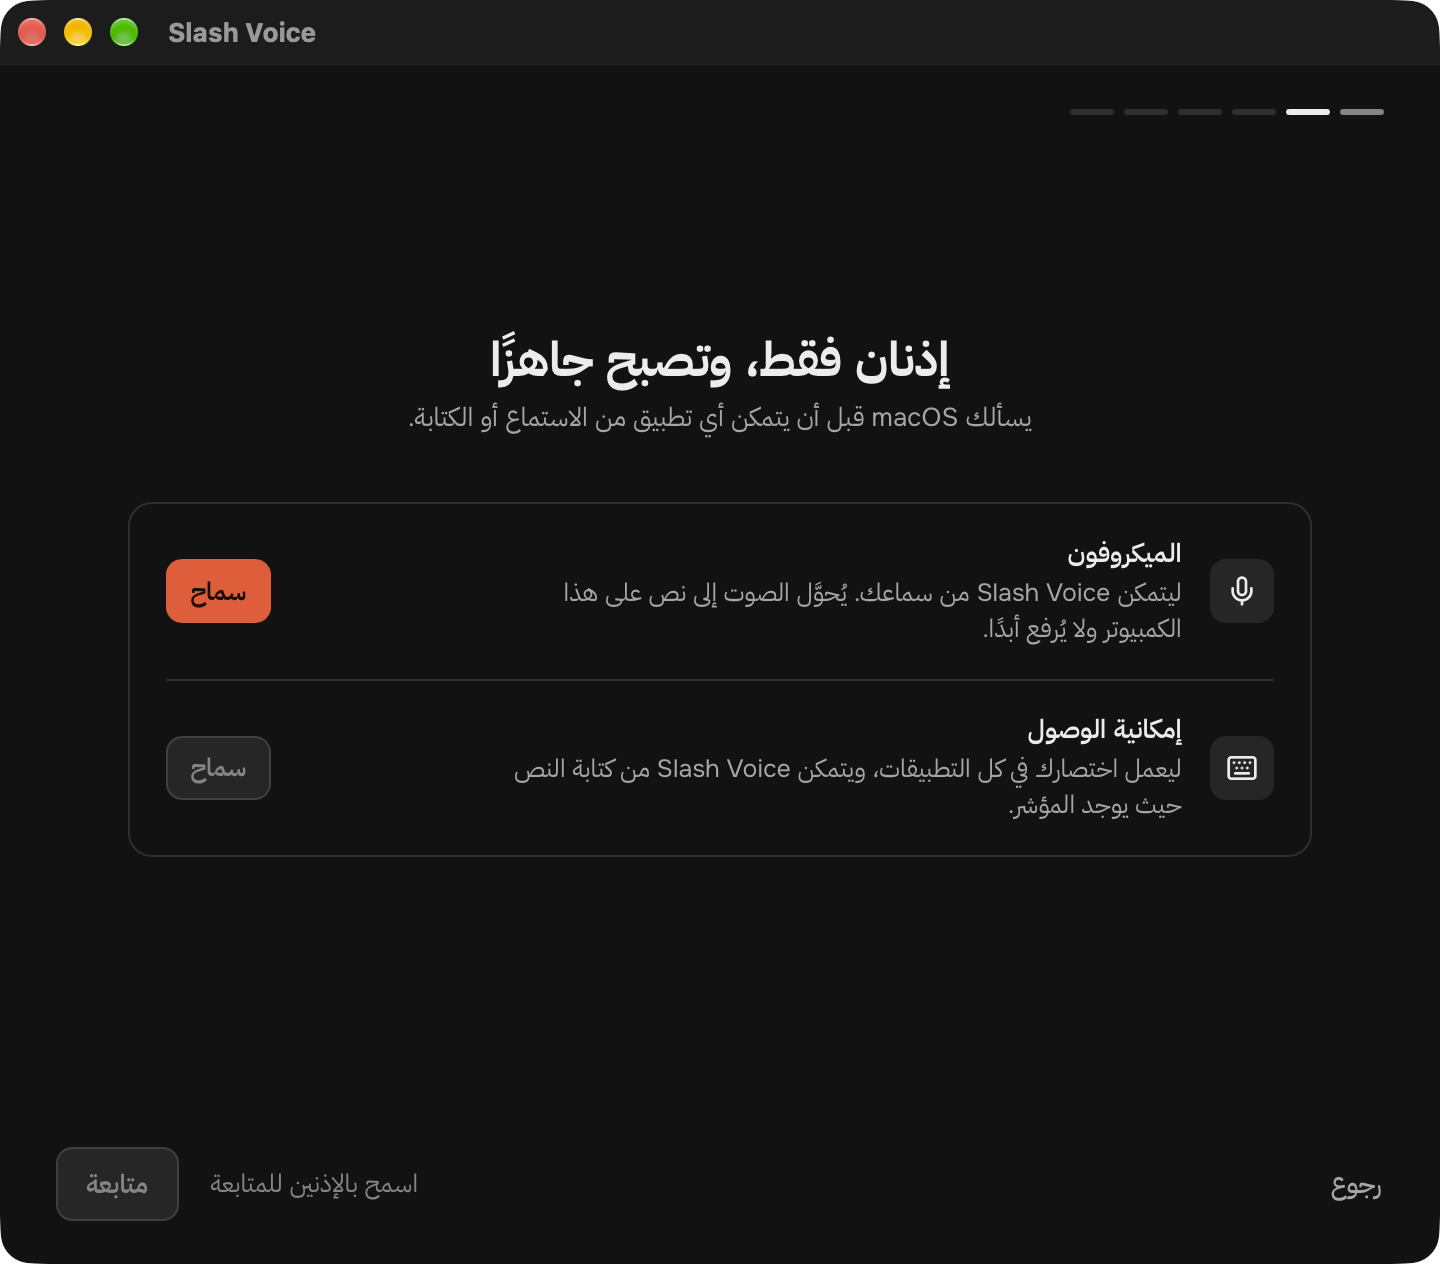 Slash Voice
إذنان فقط، وتصبح جاهزًا
يسألك macOS قبل أن يتمكن أي تطبيق من الاستماع أو الكتابة.
الميكروفون
ليتمكن Slash Voice من سماعك. يُحوَّل الصوت إلى نص على هذا
الكمبيوتر ولا يُرفع أبدًا.
سماح
إمكانية الوصول
ليعمل اختصارك في كل التطبيقات، ويتمكن Slash Voice من كتابة النص
حيث يوجد المؤشر.
سماح
رجوع
اسمح بالإذنين للمتابعة
متابعة